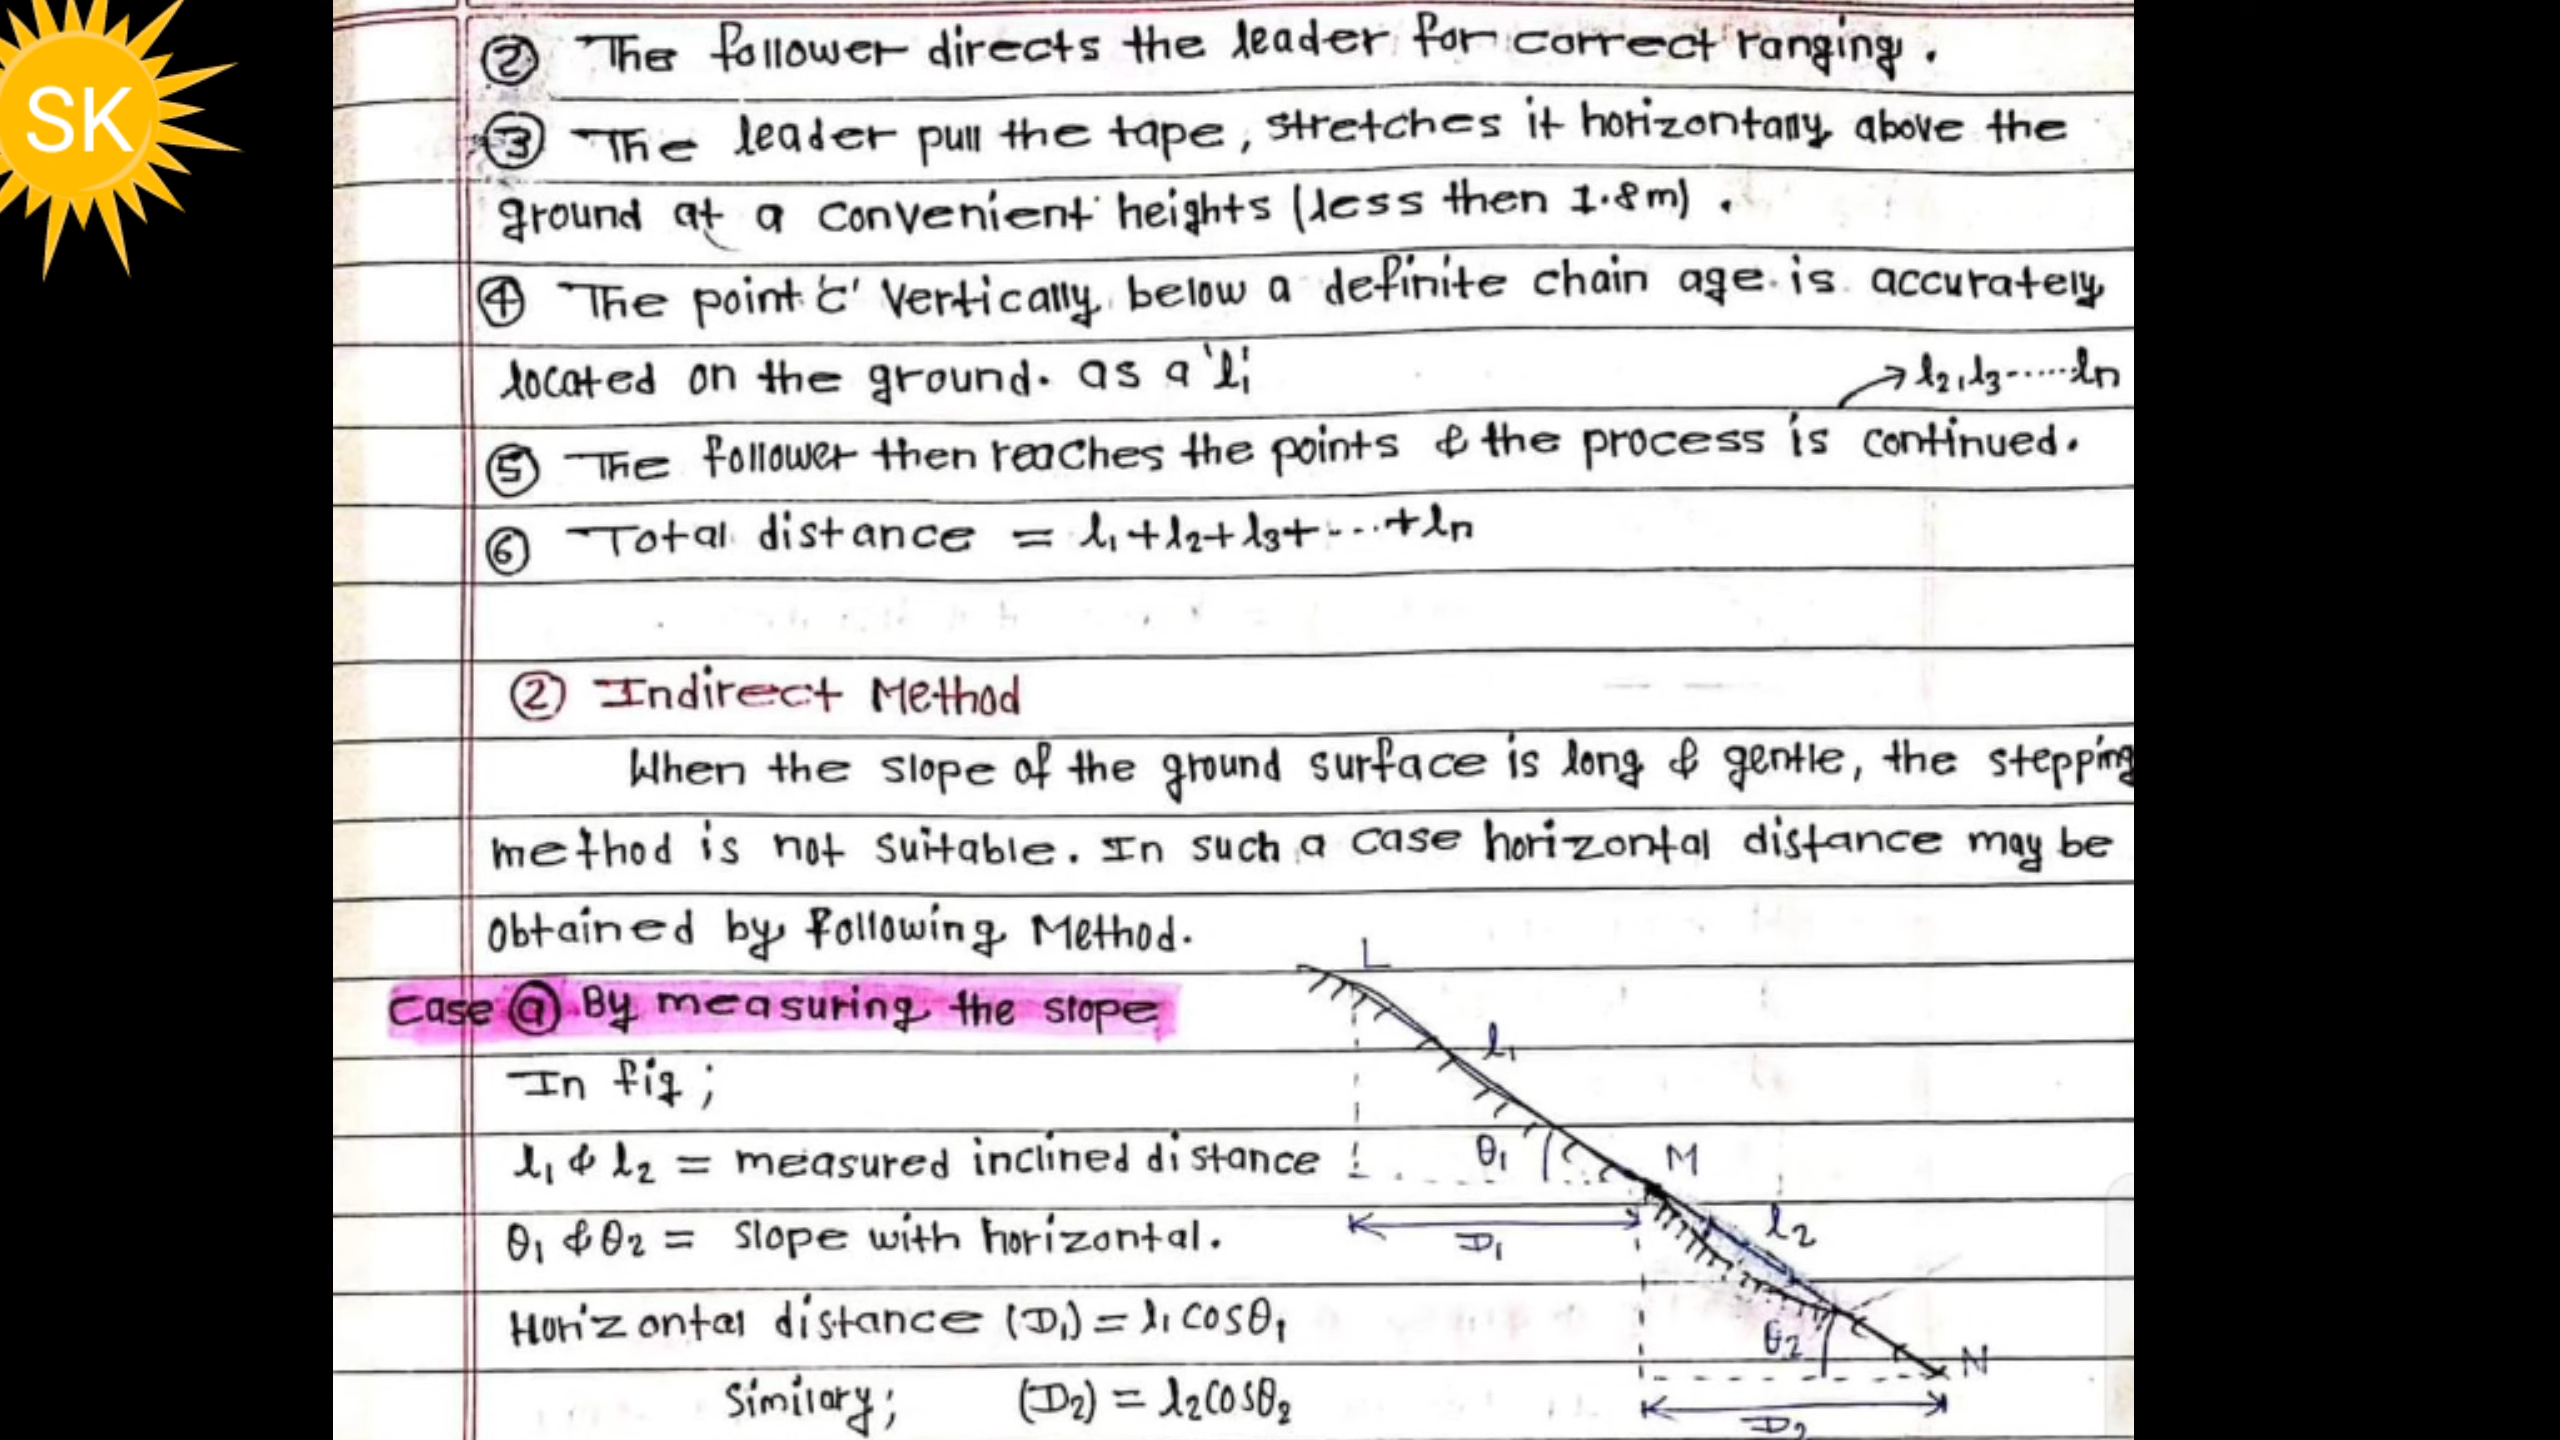 SK
② The follower directs the leader for correct ranging.
③ The leader pull the tape, stretches it horizontally above the
ground at a convenient heights (less then 1.8m).
④ The point 'c' vertically below a definite chain age is accurately
located on the ground. as a 'l₁'
→ l₂, l₃ ...... ln
⑤ The follower then reaches the points & the process is continued.
⑥ Total distance = l₁+l₂+l₃+....+ln
② Indirect Method
When the slope of the ground surface is long & gentle, the stepping
method is not suitable. In such a case horizontal distance may be
obtained by following Method.
Case ⓐ By measuring the slope
In fig;
l₁ & l₂ = measured inclined distance
θ₁ & θ₂ = slope with horizontal.
Horizontal distance (D₁) = l₁ cosθ₁
Similary; (D₂) = l₂cosθ₂
L
l₁
θ₁
M
D₁
l₂
θ₂
N
D₂